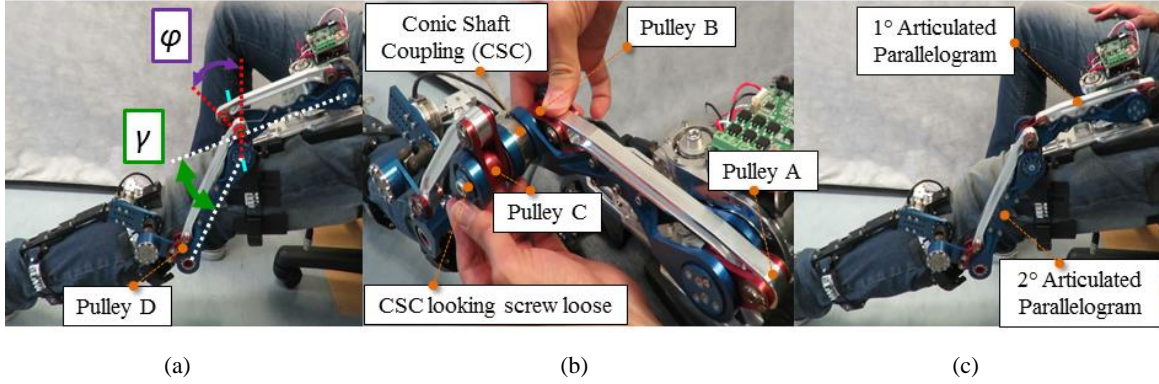 φ
γ
Pulley D
Conic Shaft
Coupling (CSC)
Pulley B
Pulley A
Pulley C
CSC looking screw loose
1° Articulated
Parallelogram
2° Articulated
Parallelogram
(a)
(b)
(c)